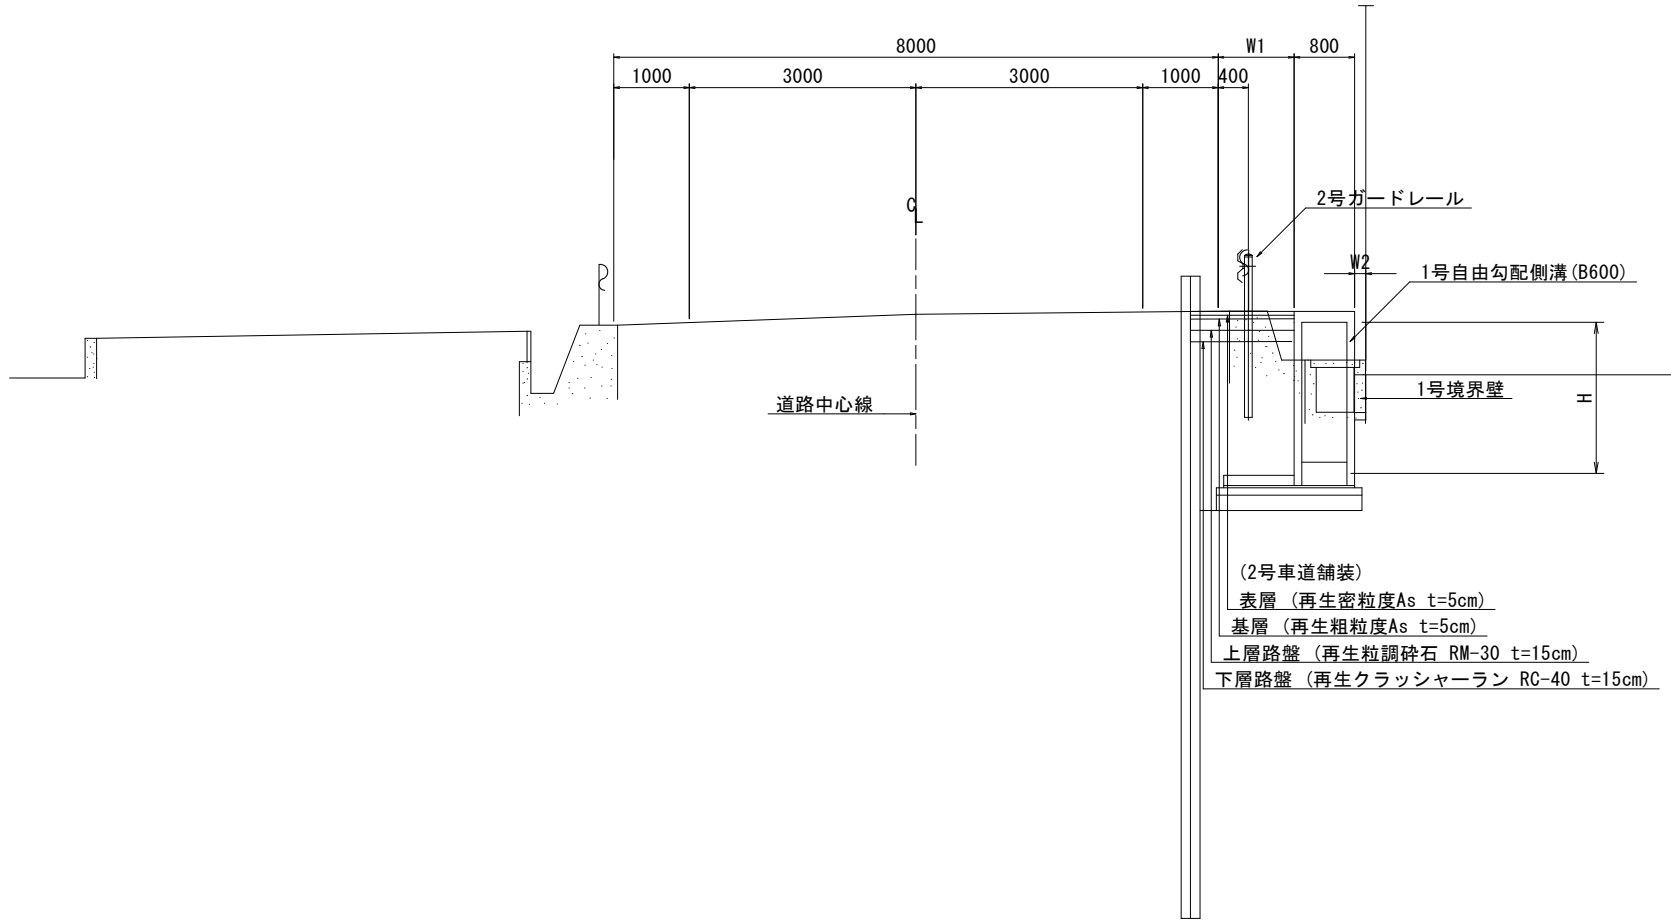 8000 W1 800
1000 3000 3000 1000 400
CL
2号ガードレール
W2
1号自由勾配側溝(B600)
1号境界壁
H
道路中心線
(2号車道舗装)
表層 (再生密粒度As t=5cm)
基層 (再生粗粒度As t=5cm)
上層路盤 (再生粒調砕石 RM-30 t=15cm)
下層路盤 (再生クラッシャーラン RC-40 t=15cm)